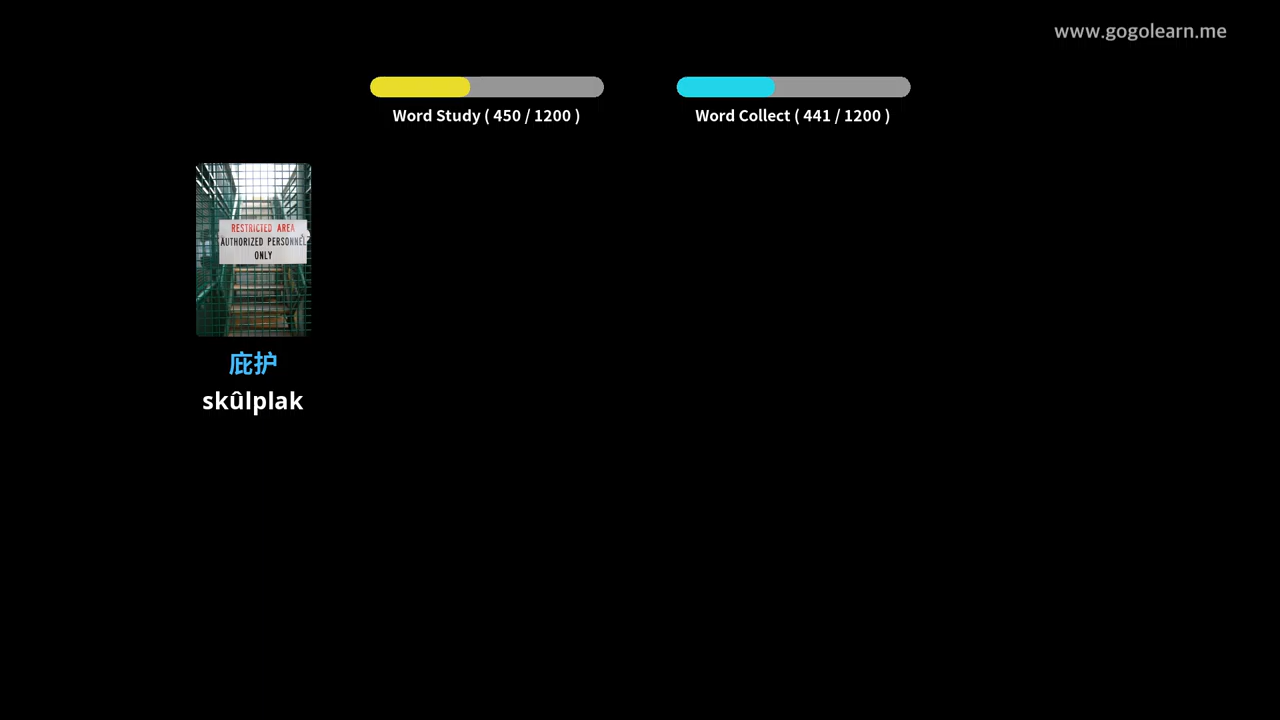 www.gogolearn.me
Word Study ( 450 / 1200 )
Word Collect ( 441 / 1200 )
RESTRICTED AREA
AUTHORIZED PERSONNEL
ONLY
庇护
skûlplak